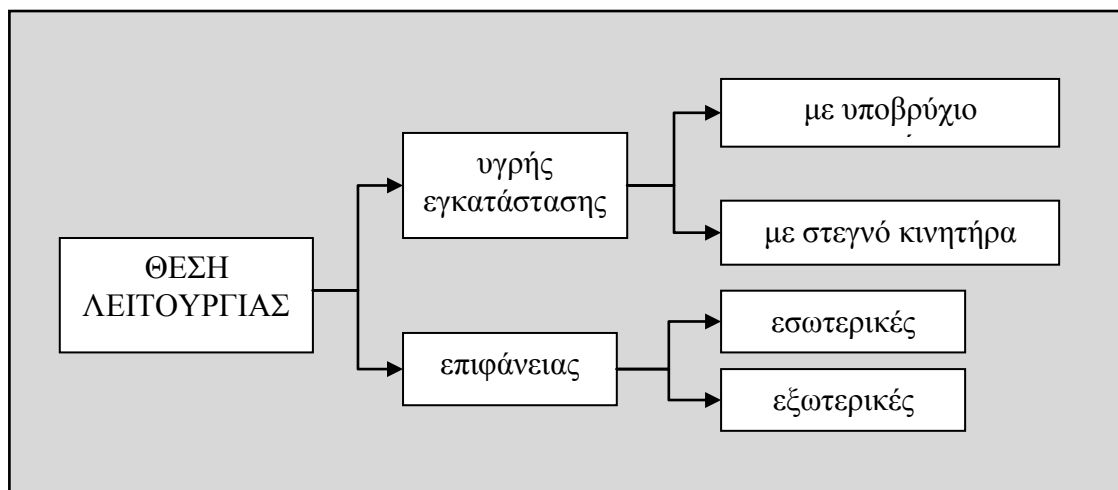 με υποβρύχιο
υγρής
εγκατάστασης
με στεγνό κινητήρα
ΘΕΣΗ
ΛΕΙΤΟΥΡΓΙΑΣ
εσωτερικές
επιφάνειας
εξωτερικές